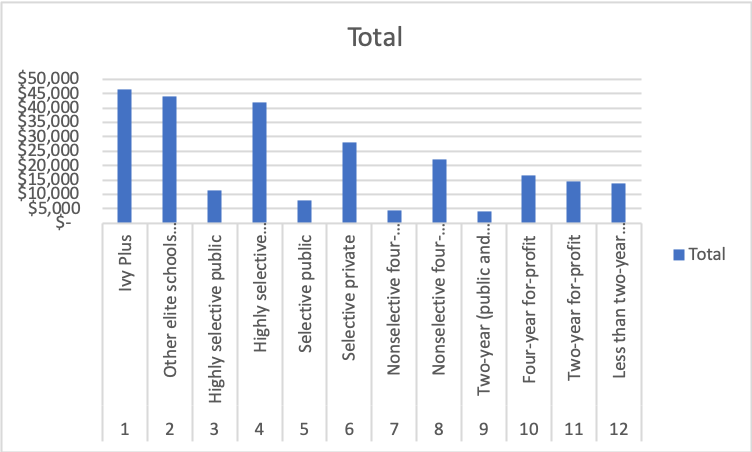 Total
$50,000
$45,000
$40,000
$35,000
$30,000
$25,000
$20,000
$15,000
$10,000
$5,000
$-
Ivy Plus
Other elite schools...
Highly selective public
Highly selective...
Selective public
Selective private
Nonselective four-...
Nonselective four-...
Two-year (public and...
Four-year for-profit
Two-year for-profit
Less than two-year...
1 2 3 4 5 6 7 8 9 10 11 12
Total